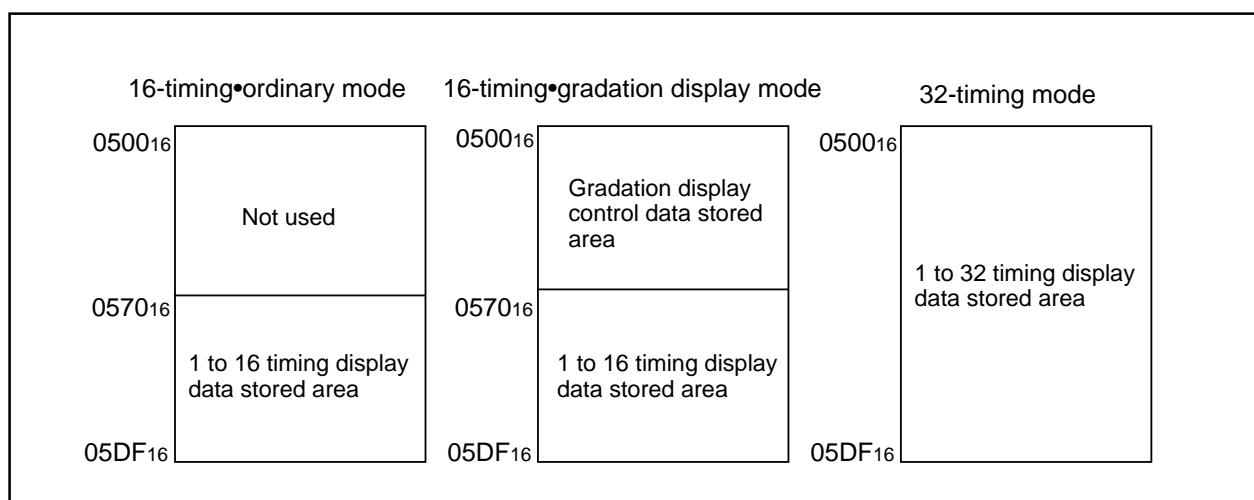 16-timing•ordinary mode
050016
Not used
057016
1 to 16 timing display
data stored area
05DF16
16-timing•gradation display mode
050016
Gradation display
control data stored
area
057016
1 to 16 timing display
data stored area
05DF16
32-timing mode
050016
1 to 32 timing display
data stored area
05DF16